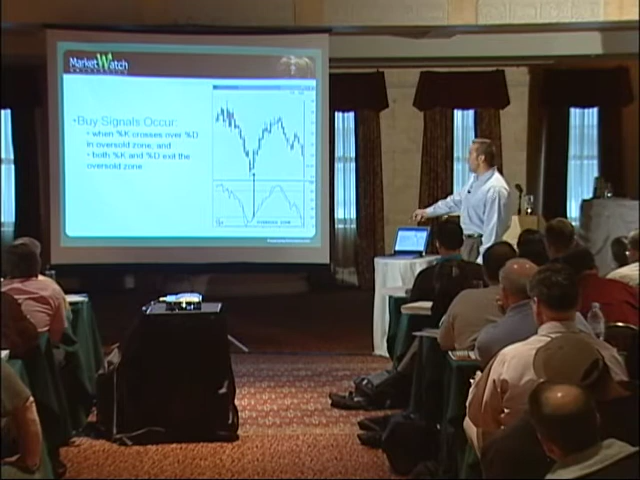 MarketWatch
•Buy Signals Occur:
• when %K crosses over %D
in oversold zone, and
• both %K and %D exit the
oversold zone.